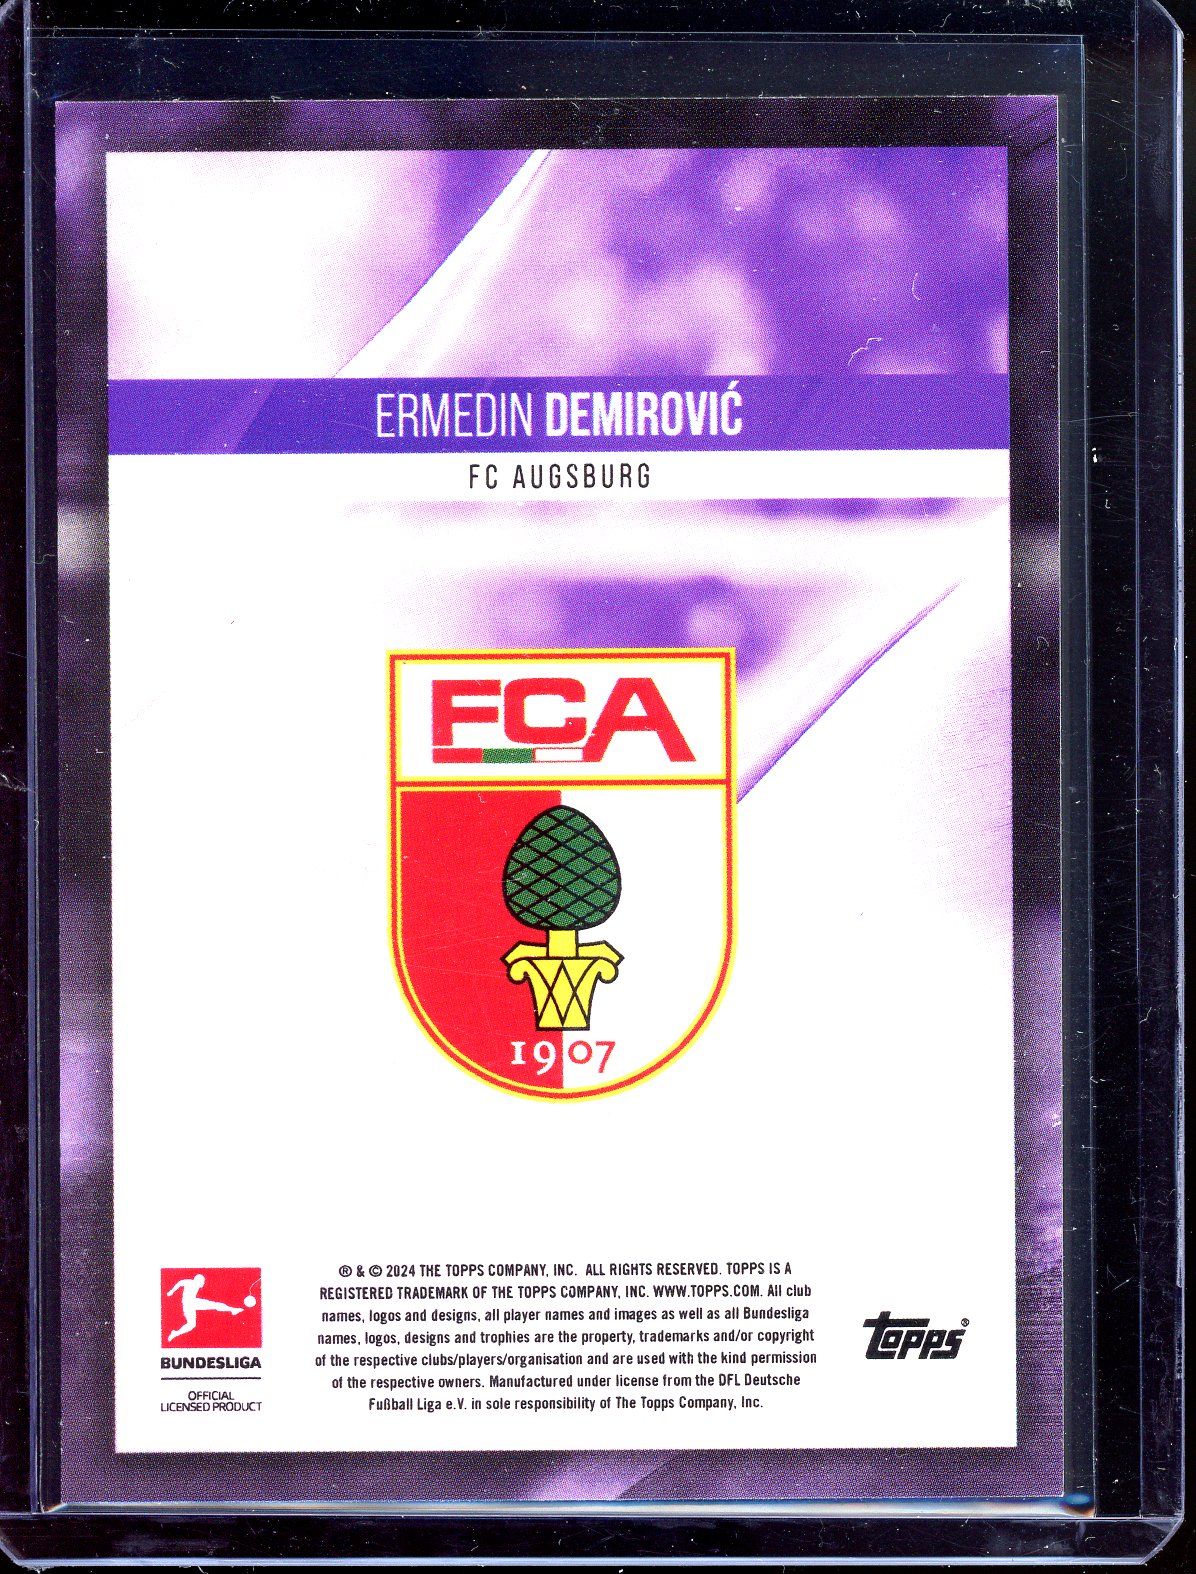 ERMEDIN DEMIROVIĆ
FC AUGSBURG
FCA
1907
® & © 2024 THE TOPPS COMPANY, INC. ALL RIGHTS RESERVED. TOPPS IS A
REGISTERED TRADEMARK OF THE TOPPS COMPANY, INC. WWW.TOPPS.COM. All club
names, logos and designs, all player names and images as well as all Bundesliga
names, logos, designs and trophies are the property, trademarks and/or copyright
of the respective clubs/players/organisation and are used with the kind permission
of the respective owners. Manufactured under license from the DFL Deutsche
Fußball Liga e.V. in sole responsibility of The Topps Company, Inc.
BUNDESLIGA
OFFICIAL
LICENSED PRODUCT
topps®